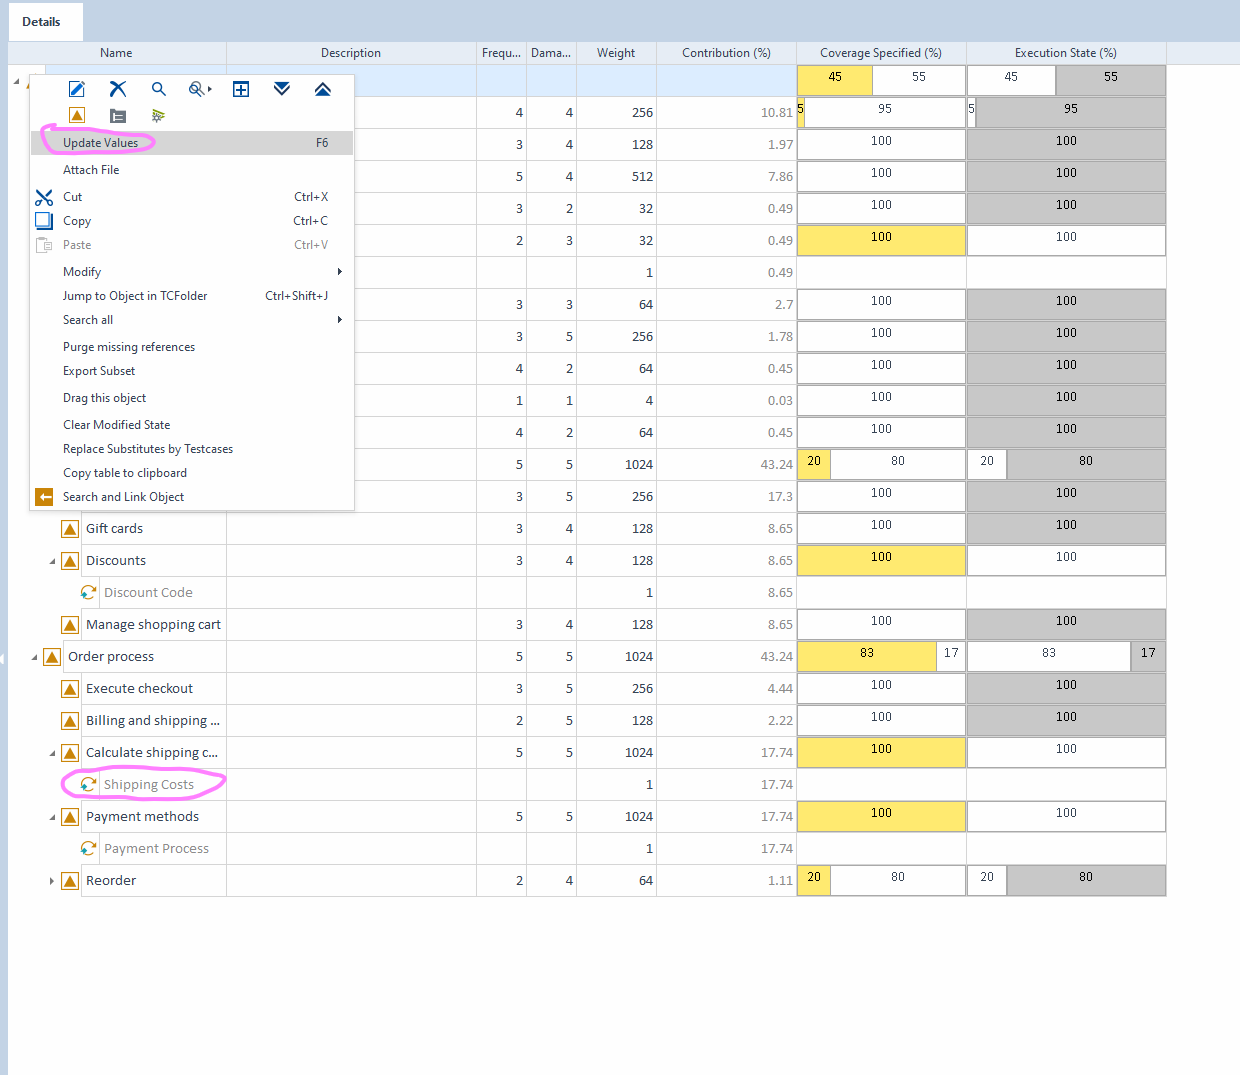 Details
Name Description Frequ... Dama... Weight Contribution (%) Coverage Specified (%) Execution State (%)
45 55 45 55
4 4 256 10.81 5 95 5 95
Update Values F6
3 4 128 1.97 100 100
Attach File
5 4 512 7.86 100 100
Cut Ctrl+X
3 2 32 0.49 100 100
Copy Ctrl+C
2 3 32 0.49 100 100
Paste Ctrl+V
1 0.49
Modify
Jump to Object in TCFolder Ctrl+Shift+J
3 3 64 2.7 100 100
Search all
3 5 256 1.78 100 100
Purge missing references
4 2 64 0.45 100 100
Export Subset
1 1 4 0.03 100 100
Drag this object
4 2 64 0.45 100 100
Clear Modified State
Replace Substitutes by Testcases
5 5 1024 43.24 20 80 20 80
Copy table to clipboard
3 5 256 17.3 100 100
Search and Link Object
Gift cards 3 4 128 8.65 100 100
Discounts 3 4 128 8.65 100 100
Discount Code 1 8.65
Manage shopping cart 3 4 128 8.65 100 100
Order process 5 5 1024 43.24 83 17 83 17
Execute checkout 3 5 256 4.44 100 100
Billing and shipping ... 2 5 128 2.22 100 100
Calculate shipping c... 5 5 1024 17.74 100 100
Shipping Costs 1 17.74
Payment methods 5 5 1024 17.74 100 100
Payment Process 1 17.74
Reorder 2 4 64 1.11 20 80 20 80